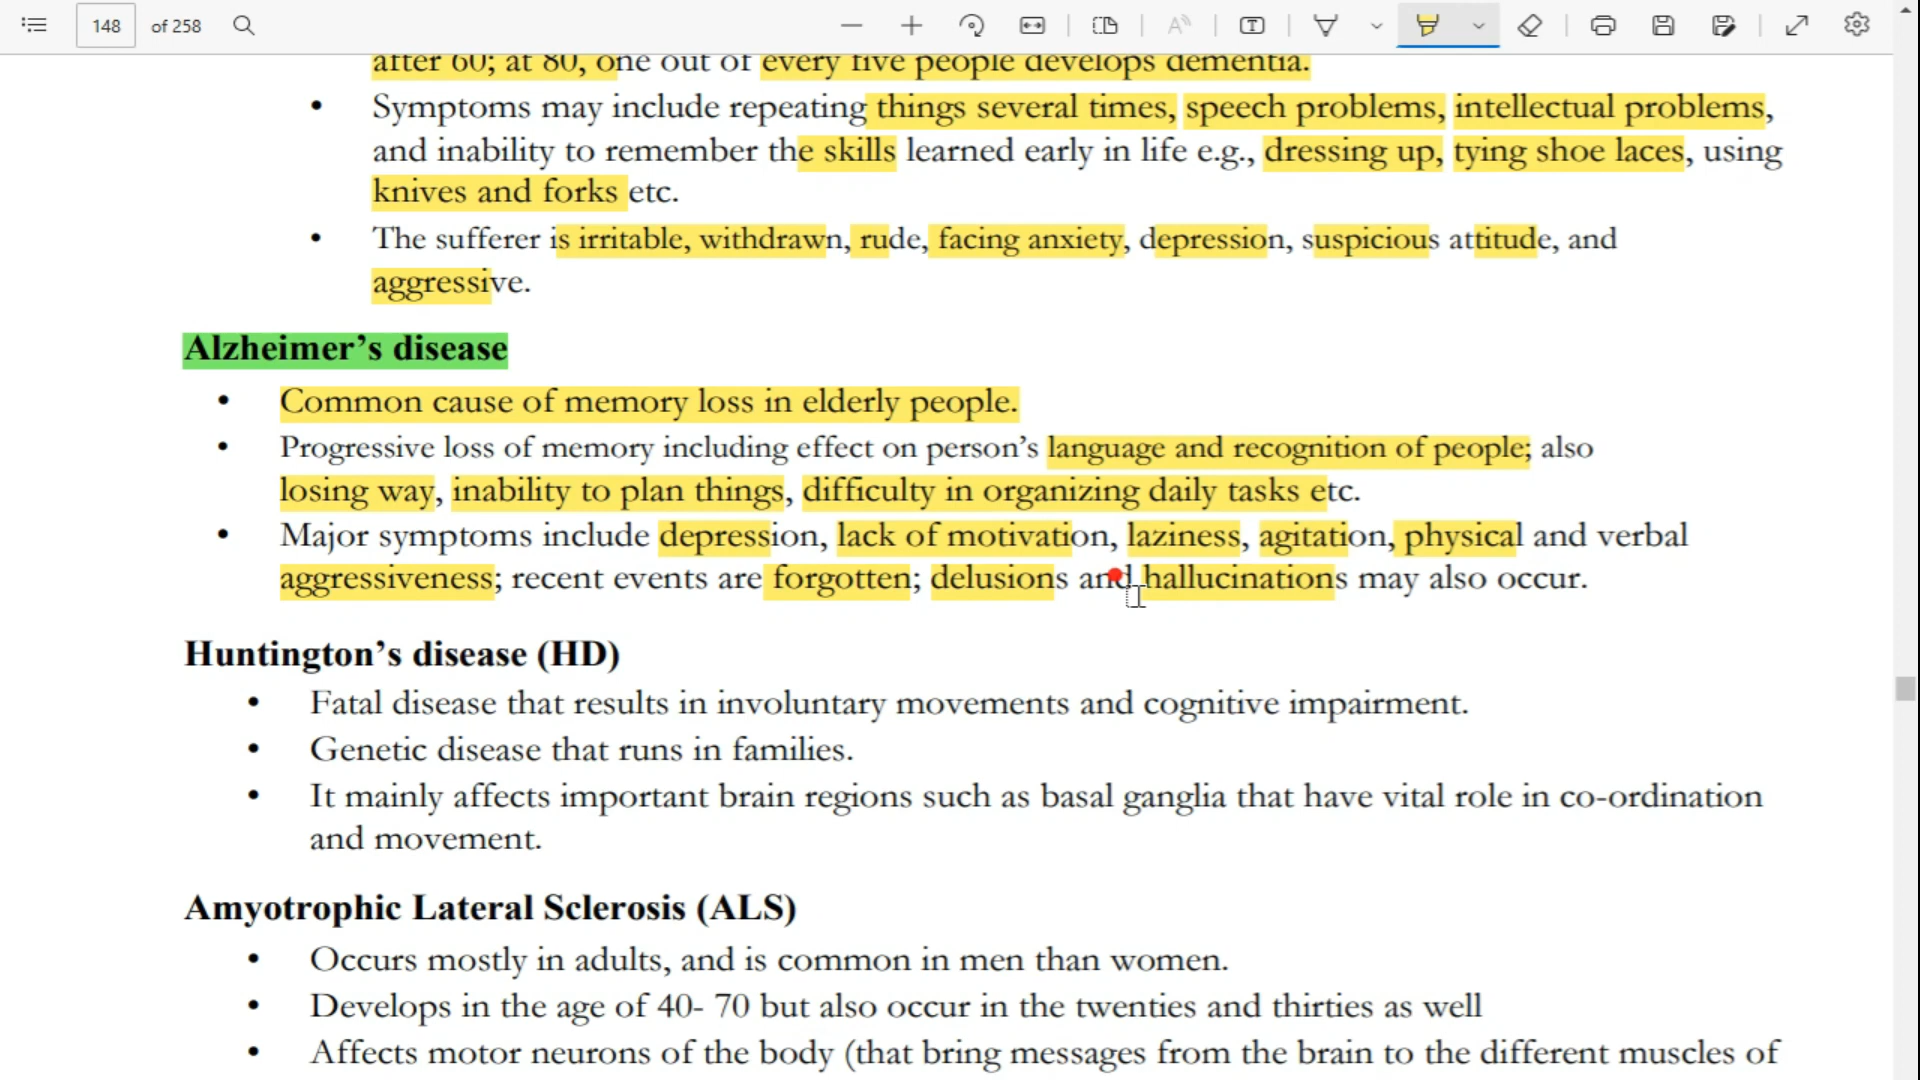 148 of 258
after 60; at 80, one out of every five people develops dementia.
• Symptoms may include repeating things several times, speech problems, intellectual problems,
and inability to remember the skills learned early in life e.g., dressing up, tying shoe laces, using
knives and forks etc.
• The sufferer is irritable, withdrawn, rude, facing anxiety, depression, suspicious attitude, and
aggressive.
Alzheimer’s disease
• Common cause of memory loss in elderly people.
• Progressive loss of memory including effect on person’s language and recognition of people; also
losing way, inability to plan things, difficulty in organizing daily tasks etc.
• Major symptoms include depression, lack of motivation, laziness, agitation, physical and verbal
aggressiveness; recent events are forgotten; delusions and hallucinations may also occur.
Huntington’s disease (HD)
• Fatal disease that results in involuntary movements and cognitive impairment.
• Genetic disease that runs in families.
• It mainly affects important brain regions such as basal ganglia that have vital role in co-ordination
and movement.
Amyotrophic Lateral Sclerosis (ALS)
• Occurs mostly in adults, and is common in men than women.
• Develops in the age of 40- 70 but also occur in the twenties and thirties as well
• Affects motor neurons of the body (that bring messages from the brain to the different muscles of